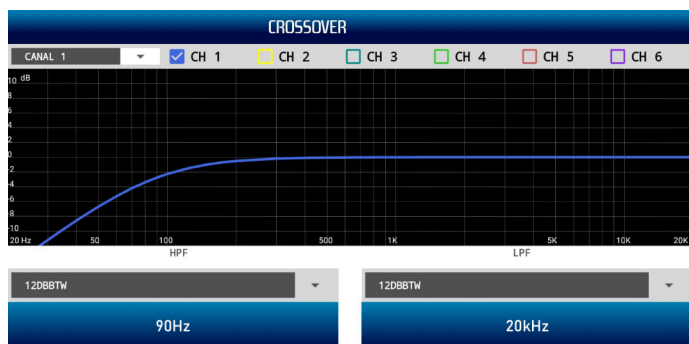 CROSSOVER
CANAL 1 CH 1 CH 2 CH 3 CH 4 CH 5 CH 6
10 dB
8
6
4
2
0
-2
-4
-6
-8
-10
20 Hz 50 100 500 1K 5K 10K 20K
HPF LPF
12DBBTW 12DBBTW
90Hz 20kHz